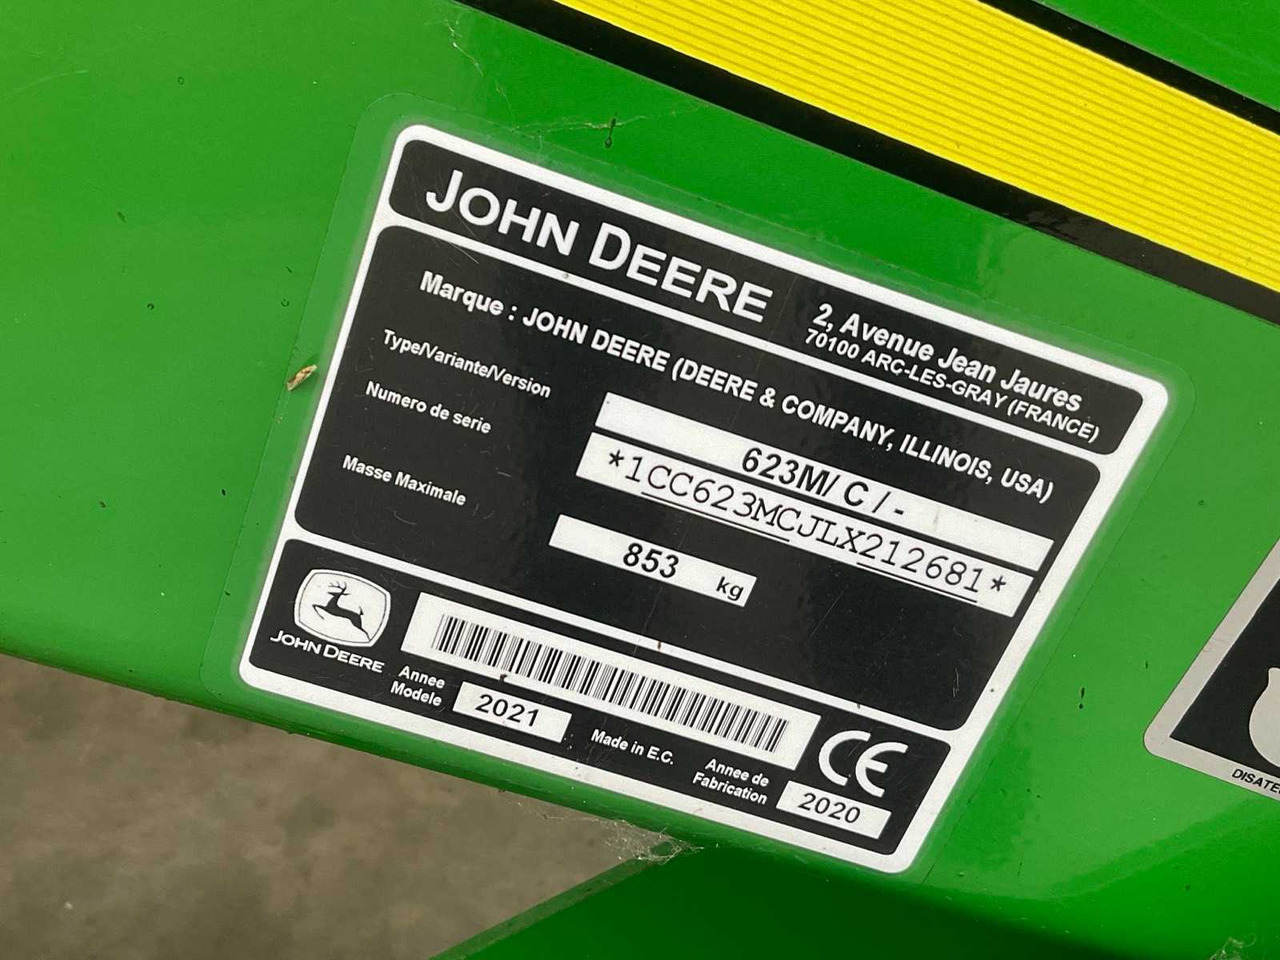 JOHN DEERE
2, Avenue Jean Jaures
70100 ARC-LES-GRAY (FRANCE)
Marque : JOHN DEERE (DEERE & COMPANY, ILLINOIS, USA)
Type/Variante/Version
623M/ C / -
Numero de serie
*1CC623MCJLX212681*
Masse Maximale
853 kg
JOHN DEERE
Annee
Modele
2021
Made in E.C.
Annee de
Fabrication
2020
CE